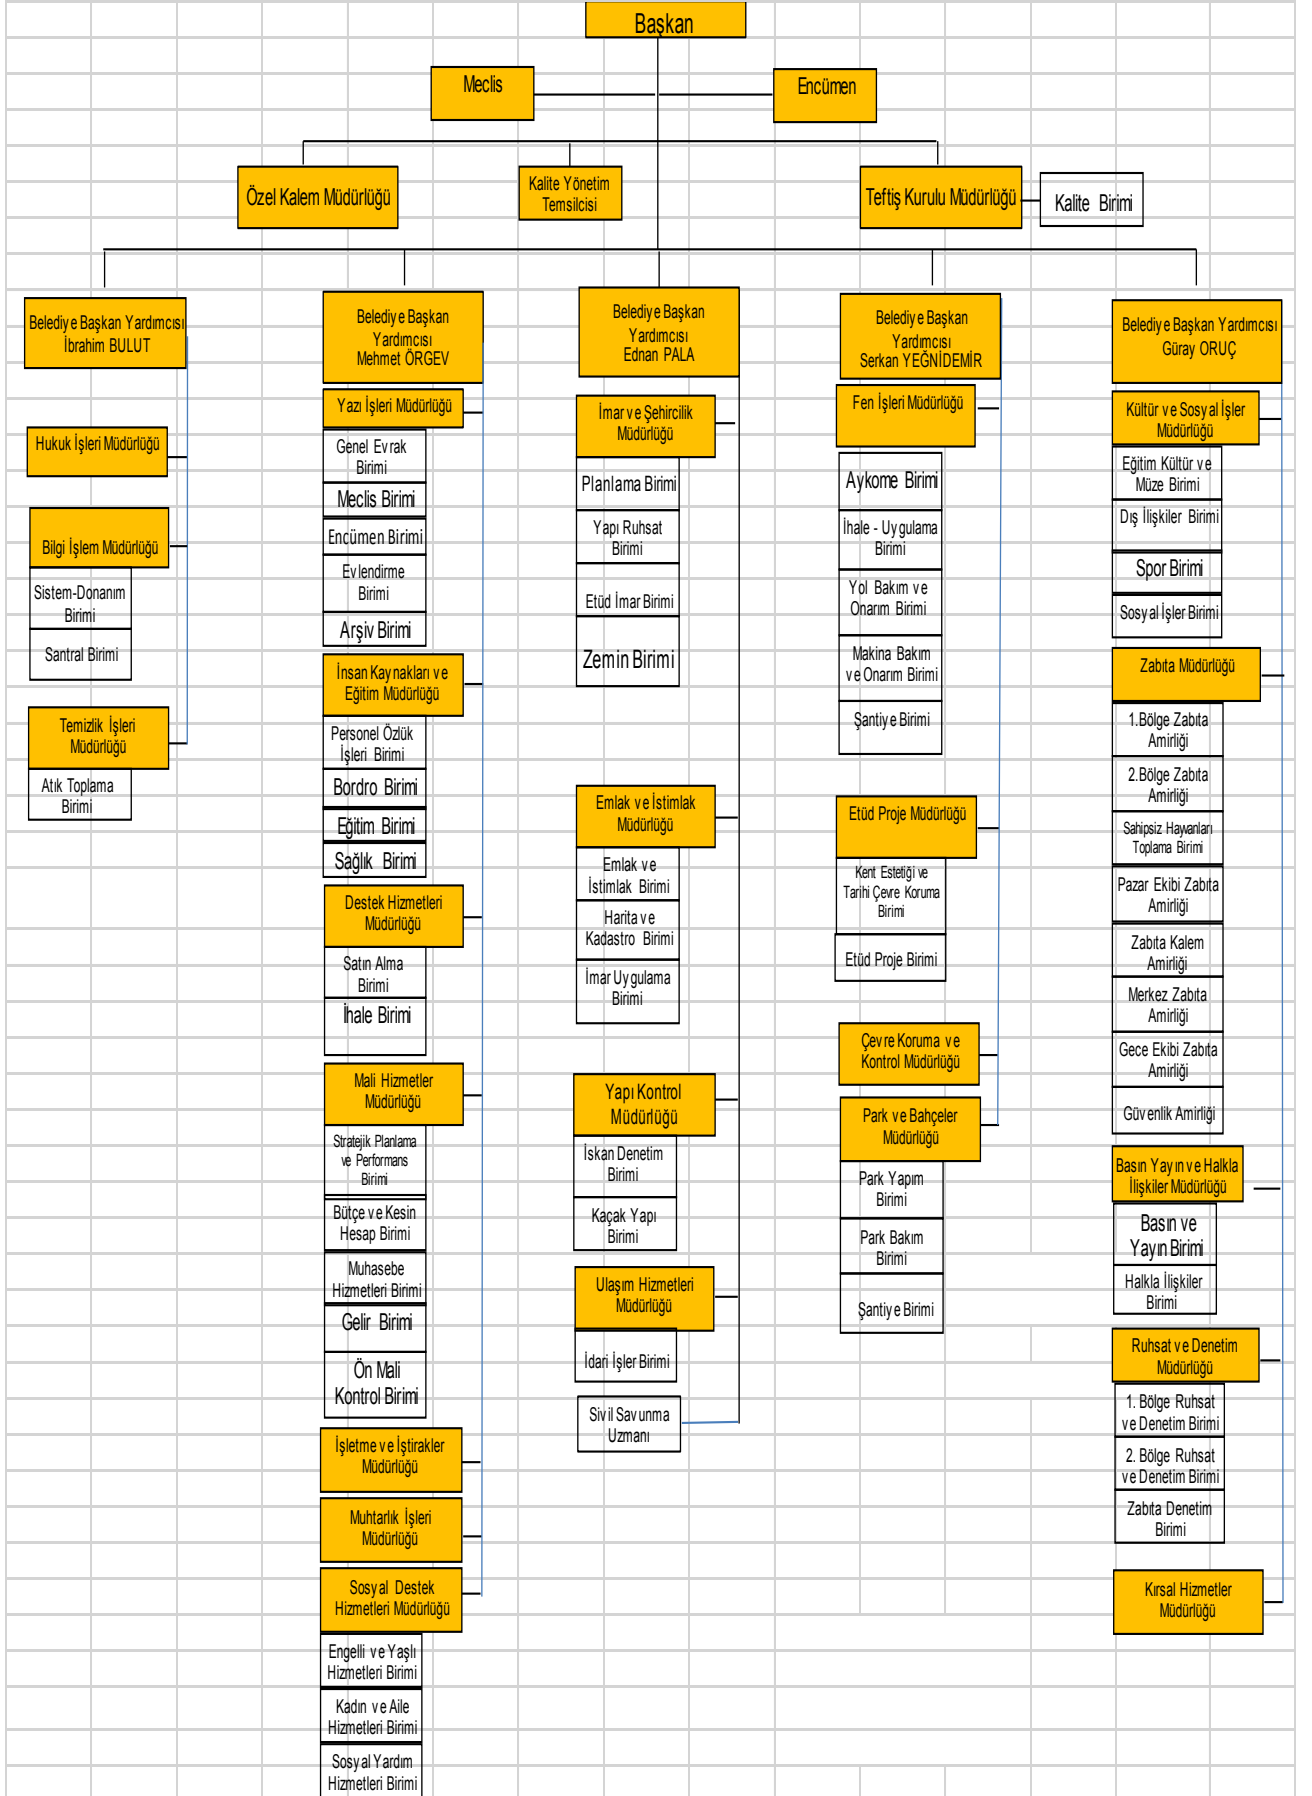 Başkan
Meclis
Encümen
Özel Kalem Müdürlüğü
Kalite Yönetim
Temsilcisi
Teftiş Kurulu Müdürlüğü
Kalite Birimi
Belediye Başkan Yardımcısı
İbrahim BULUT
Hukuk İşleri Müdürlüğü
Bilgi İşlem Müdürlüğü
Sistem-Donanım
Birimi
Santral Birimi
Temizlik İşleri
Müdürlüğü
Atık Toplama
Birimi
Belediye Başkan
Yardımcısı
Mehmet ÖRGEV
Yazı İşleri Müdürlüğü
Genel Evrak
Birimi
Meclis Birimi
Encümen Birimi
Evlendirme
Birimi
Arşiv Birimi
İnsan Kaynakları ve
Eğitim Müdürlüğü
Personel Özlük
İşleri Birimi
Bordro Birimi
Eğitim Birimi
Sağlık Birimi
Destek Hizmetleri
Müdürlüğü
Satın Alma
Birimi
İhale Birimi
Mali Hizmetler
Müdürlüğü
Stratejik Planlama
ve Performans
Birimi
Bütçe ve Kesin
Hesap Birimi
Muhasebe
Hizmetleri Birimi
Gelir Birimi
Ön Mali
Kontrol Birimi
İşletme ve İştirakler
Müdürlüğü
Muhtarlık İşleri
Müdürlüğü
Sosyal Destek
Hizmetleri Müdürlüğü
Engelli ve Yaşlı
Hizmetleri Birimi
Kadın ve Aile
Hizmetleri Birimi
Sosyal Yardım
Hizmetleri Birimi
Belediye Başkan
Yardımcısı
Ednan PALA
İmar ve Şehircilik
Müdürlüğü
Planlama Birimi
Yapı Ruhsat
Birimi
Etüd İmar Birimi
Zemin Birimi
Emlak ve İstimlak
Müdürlüğü
Emlak ve
İstimlak Birimi
Harita ve
Kadastro Birimi
İmar Uygulama
Birimi
Yapı Kontrol
Müdürlüğü
İskan Denetim
Birimi
Kaçak Yapı
Birimi
Ulaşım Hizmetleri
Müdürlüğü
İdari İşler Birimi
Sivil Savunma
Uzmanı
Belediye Başkan
Yardımcısı
Serkan YEĞNİDEMİR
Fen İşleri Müdürlüğü
Aykome Birimi
İhale - Uygulama
Birimi
Yol Bakım ve
Onarım Birimi
Makina Bakım
ve Onarım Birimi
Şantiye Birimi
Etüd Proje Müdürlüğü
Kent Estetiği ve
Tarihi Çevre Koruma
Birimi
Etüd Proje Birimi
Çevre Koruma ve
Kontrol Müdürlüğü
Park ve Bahçeler
Müdürlüğü
Park Yapım
Birimi
Park Bakım
Birimi
Şantiye Birimi
Belediye Başkan Yardımcısı
Güray ORUÇ
Kültür ve Sosyal İşler
Müdürlüğü
Eğitim Kültür ve
Müze Birimi
Dış İlişkiler Birimi
Spor Birimi
Sosyal İşler Birimi
Zabıta Müdürlüğü
1.Bölge Zabıta
Amirliği
2.Bölge Zabıta
Amirliği
Sahipsiz Hayvanları
Toplama Birimi
Pazar Ekibi Zabıta
Amirliği
Zabıta Kalem
Amirliği
Merkez Zabıta
Amirliği
Gece Ekibi Zabıta
Amirliği
Güvenlik Amirliği
Basın Yayın ve Halkla
İlişkiler Müdürlüğü
Basın ve
Yayın Birimi
Halkla İlişkiler
Birimi
Ruhsat ve Denetim
Müdürlüğü
1. Bölge Ruhsat
ve Denetim Birimi
2. Bölge Ruhsat
ve Denetim Birimi
Zabıta Denetim
Birimi
Kırsal Hizmetler
Müdürlüğü